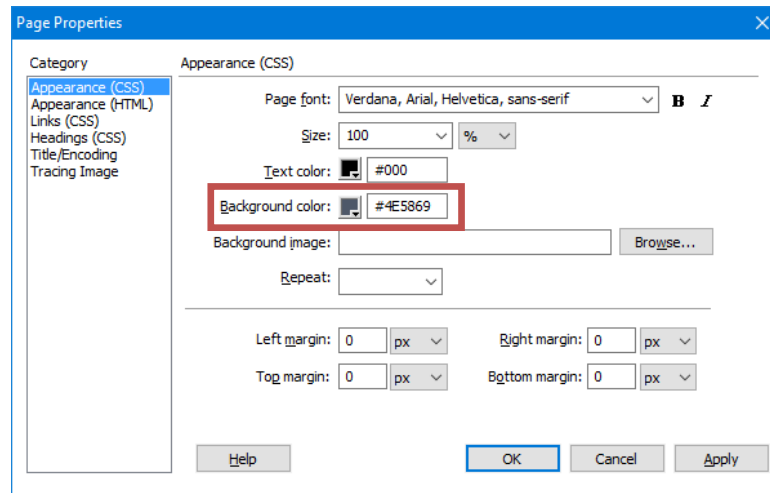 Page Properties
Category
Appearance (CSS)
Appearance (HTML)
Links (CSS)
Headings (CSS)
Title/Encoding
Tracing Image
Appearance (CSS)
Page font: Verdana, Arial, Helvetica, sans-serif B I
Size: 100 %
Text color: #000
Background color: #4E5869
Background image: Browse...
Repeat:
Left margin: 0 px Right margin: 0 px
Top margin: 0 px Bottom margin: 0 px
Help OK Cancel Apply